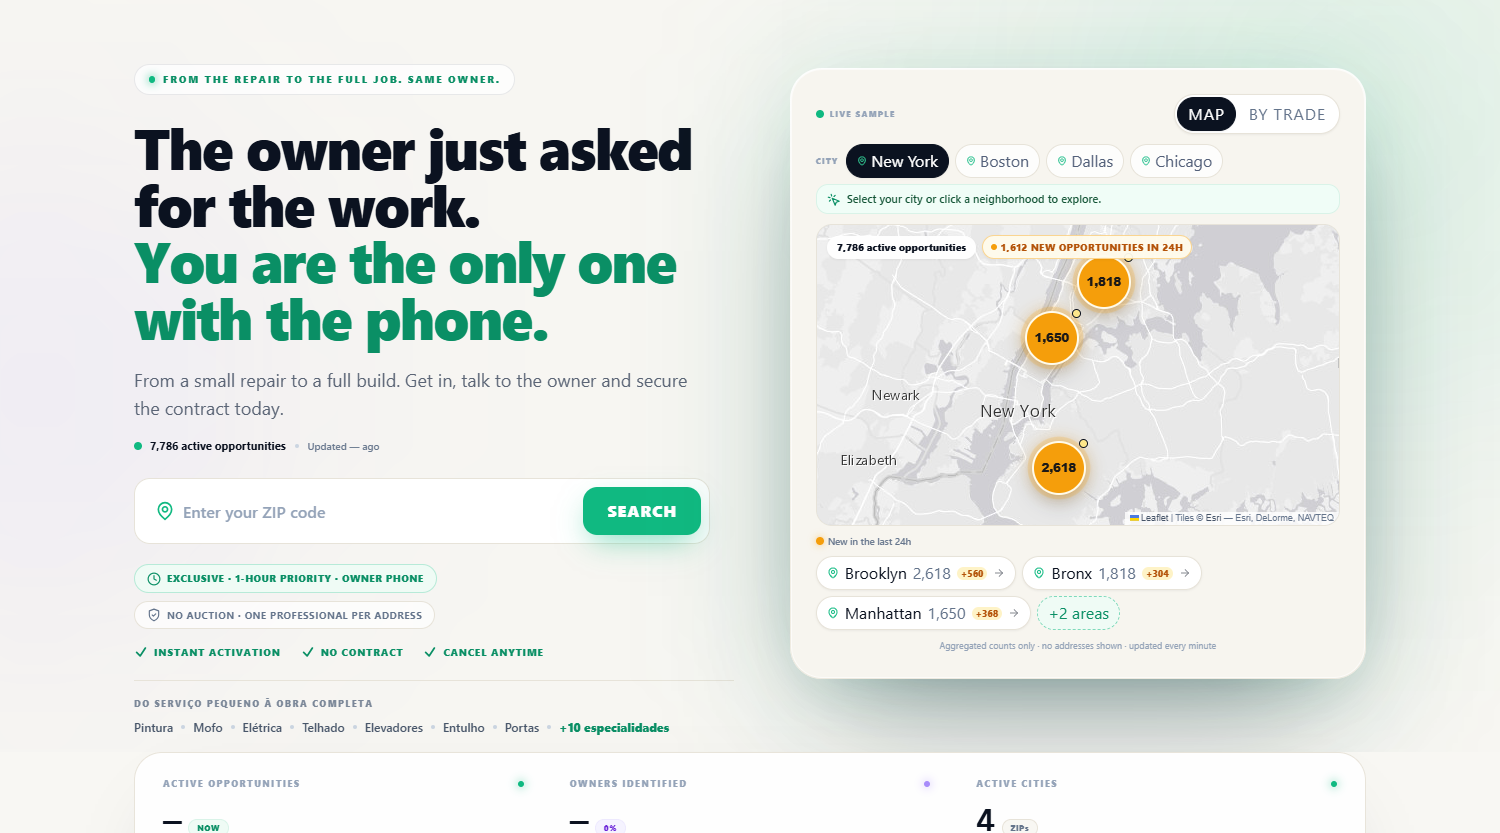 FROM THE REPAIR TO THE FULL JOB. SAME OWNER.
The owner just asked
for the work.
You are the only one
with the phone.
From a small repair to a full build. Get in, talk to the owner and secure
the contract today.
7,786 active opportunities • Updated — ago
Enter your ZIP code
SEARCH
EXCLUSIVE · 1-HOUR PRIORITY · OWNER PHONE
NO AUCTION · ONE PROFESSIONAL PER ADDRESS
INSTANT ACTIVATION NO CONTRACT CANCEL ANYTIME
DO SERVIÇO PEQUENO À OBRA COMPLETA
Pintura • Mofo • Elétrica • Telhado • Elevadores • Entulho • Portas • +10 especialidades
LIVE SAMPLE
MAP BY TRADE
CITY New York Boston Dallas Chicago
Select your city or click a neighborhood to explore.
7,786 active opportunities 1,612 NEW OPPORTUNITIES IN 24H
1,818
1,650
Newark
New York
Elizabeth
2,618
Leaflet | Tiles © Esri — Esri, DeLorme, NAVTEQ
New in the last 24h
Brooklyn 2,618 +560 → Bronx 1,818 +304 →
Manhattan 1,650 +368 → +2 areas
Aggregated counts only · no addresses shown · updated every minute
ACTIVE OPPORTUNITIES
— NOW
OWNERS IDENTIFIED
— 0%
ACTIVE CITIES
4 ZIPs